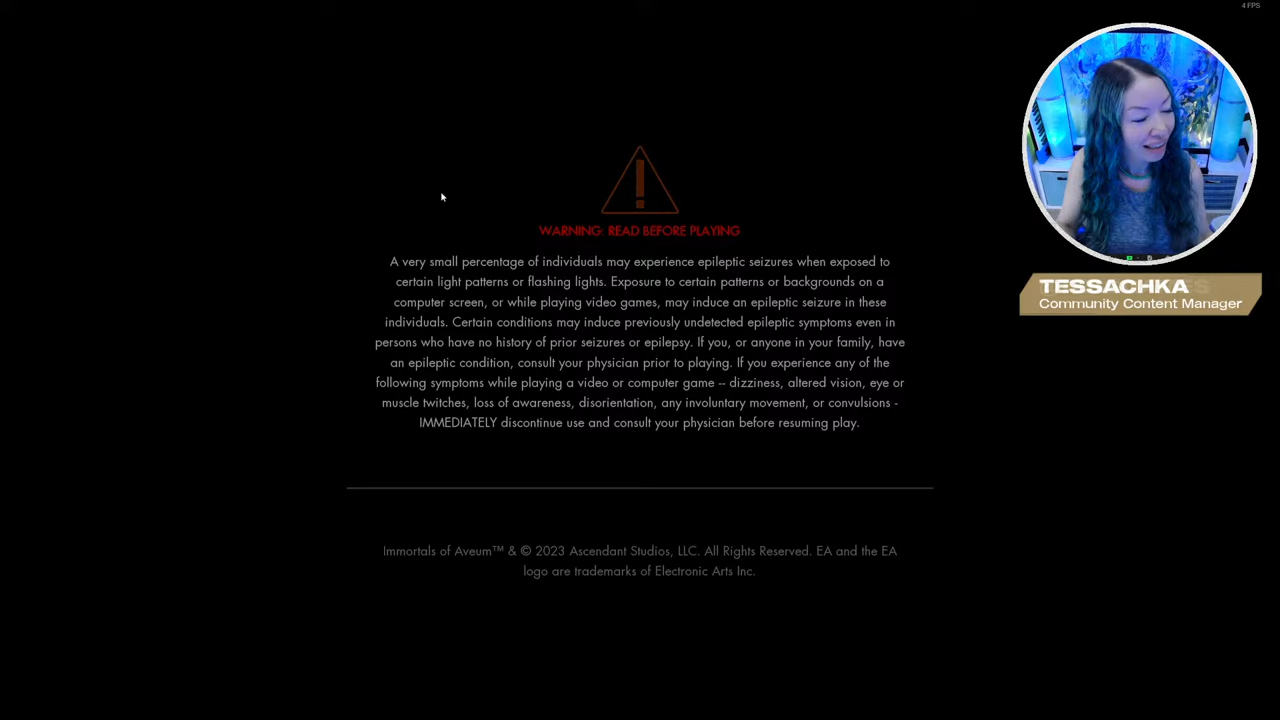 4 FPS
WARNING: READ BEFORE PLAYING
A very small percentage of individuals may experience epileptic seizures when exposed to
certain light patterns or flashing lights. Exposure to certain patterns or backgrounds on a
computer screen, or while playing video games, may induce an epileptic seizure in these
individuals. Certain conditions may induce previously undetected epileptic symptoms even in
persons who have no history of prior seizures or epilepsy. If you, or anyone in your family, have
an epileptic condition, consult your physician prior to playing. If you experience any of the
following symptoms while playing a video or computer game -- dizziness, altered vision, eye or
muscle twitches, loss of awareness, disorientation, any involuntary movement, or convulsions -
IMMEDIATELY discontinue use and consult your physician before resuming play.
Immortals of Aveum™ & © 2023 Ascendant Studios, LLC. All Rights Reserved. EA and the EA
logo are trademarks of Electronic Arts Inc.
TESSACHKA
Community Content Manager